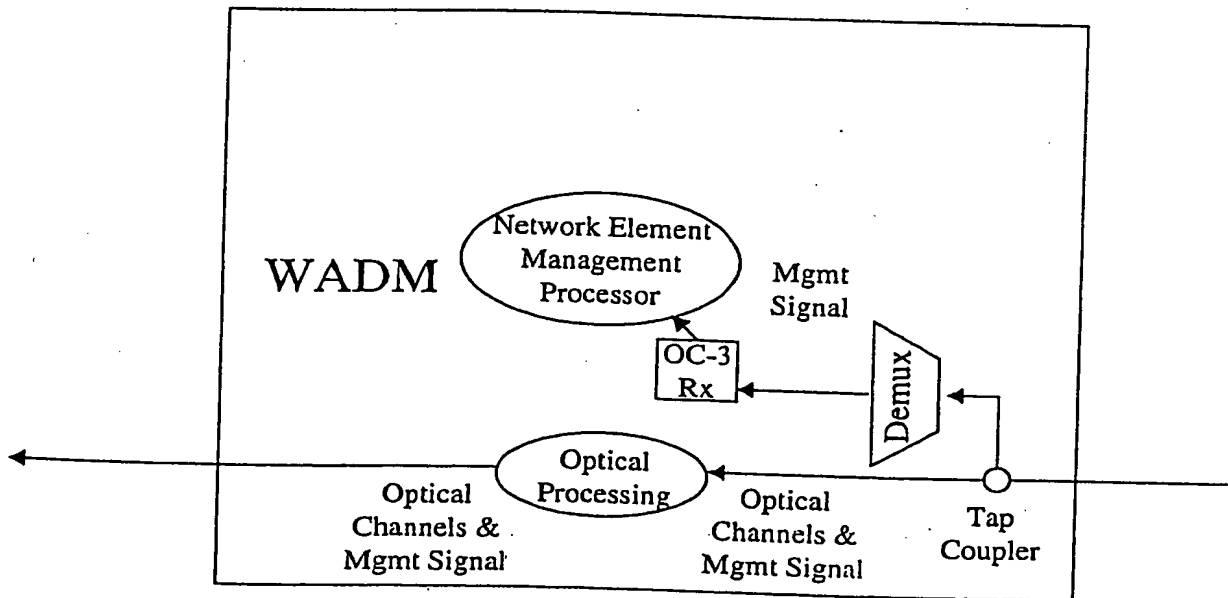 Network Element
Management
Processor
WADM
Mgmt
Signal
OC-3
Rx
Demux
Optical
Processing
Optical
Channels &
Mgmt Signal
Optical
Channels &
Mgmt Signal
Tap
Coupler